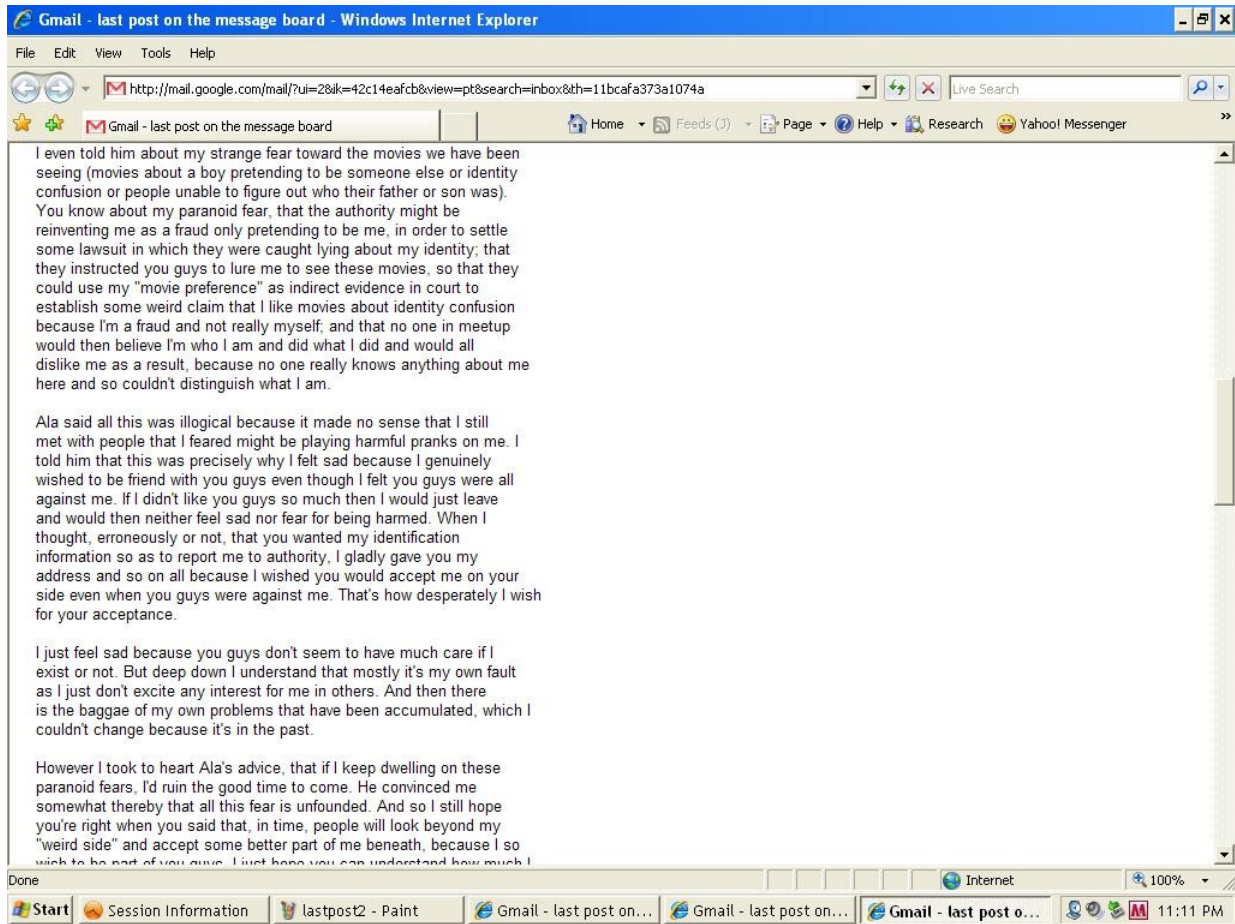 Gmail - last post on the message board - Windows Internet Explorer
File Edit View Tools Help
http://mail.google.com/mail/?ui=2&ik=42c14eafcb&view=pt&search=inbox&th=11bcafa373a1074a Live Search
Gmail - last post on the message board Home Feeds (J) Page Help Research Yahoo! Messenger »
I even told him about my strange fear toward the movies we have been
seeing (movies about a boy pretending to be someone else or identity
confusion or people unable to figure out who their father or son was).
You know about my paranoid fear, that the authority might be
reinventing me as a fraud only pretending to be me, in order to settle
some lawsuit in which they were caught lying about my identity; that
they instructed you guys to lure me to see these movies, so that they
could use my "movie preference" as indirect evidence in court to
establish some weird claim that I like movies about identity confusion
because I'm a fraud and not really myself; and that no one in meetup
would then believe I'm who I am and did what I did and would all
dislike me as a result, because no one really knows anything about me
here and so couldn't distinguish what I am.
Ala said all this was illogical because it made no sense that I still
met with people that I feared might be playing harmful pranks on me. I
told him that this was precisely why I felt sad because I genuinely
wished to be friend with you guys even though I felt you guys were all
against me. If I didn't like you guys so much then I would just leave
and would then neither feel sad nor fear for being harmed. When I
thought, erroneously or not, that you wanted my identification
information so as to report me to authority, I gladly gave you my
address and so on all because I wished you would accept me on your
side even when you guys were against me. That's how desperately I wish
for your acceptance.
I just feel sad because you guys don't seem to have much care if I
exist or not. But deep down I understand that mostly it's my own fault
as I just don't excite any interest for me in others. And then there
is the baggae of my own problems that have been accumulated, which I
couldn't change because it's in the past.
However I took to heart Ala's advice, that if I keep dwelling on these
paranoid fears, I'd ruin the good time to come. He convinced me
somewhat thereby that all this fear is unfounded. And so I still hope
you're right when you said that, in time, people will look beyond my
"weird side" and accept some better part of me beneath, because I so
wish to be part of you guys. I just hope you can understand how much I
Done Internet 100%
Start Session Information lastpost2 - Paint Gmail - last post on... Gmail - last post on... Gmail - last post o... M 11:11 PM